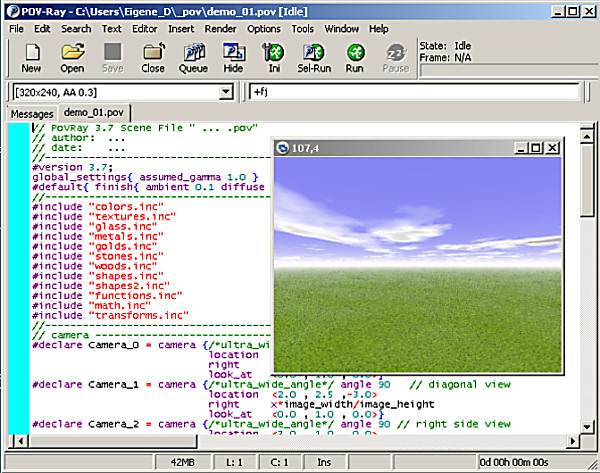 POV-Ray - C:\Users\Eigene_D\_pov\demo_01.pov [Idle]
File Edit Search Text Editor Insert Render Options Tools Window Help
New Open Save Close Queue Hide Ini Sel-Run Run Pause
State: Idle
Frame: N/A
[320x240, AA 0.3] +fj
Messages demo_01.pov
// PovRay 3.7 Scene File " ... .pov"
// author: ...
// date: ...
//--------------------------------
#version 3.7;
global_settings{ assumed_gamma 1.0 }
#default{ finish{ ambient 0.1 diffuse
//--------------------------------
#include "colors.inc"
#include "textures.inc"
#include "glass.inc"
#include "metals.inc"
#include "golds.inc"
#include "stones.inc"
#include "woods.inc"
#include "shapes.inc"
#include "shapes2.inc"
#include "functions.inc"
#include "math.inc"
#include "transforms.inc"
//--------------------------------
// camera ------------------------
#declare Camera_0 = camera {/*ultra_wi
location
right
look_at
#declare Camera_1 = camera {/*ultra_wide_angle*/ angle 90 // diagonal view
location <2.0 , 2.5 ,-3.0>
right x*image_width/image_height
look_at <0.0 , 1.0 , 0.0>}
#declare Camera_2 = camera {/*ultra_wide_angle*/ angle 90 // right side view
107,4
42MB L: 1 C: 1 Ins 0d 00h 00m 00s